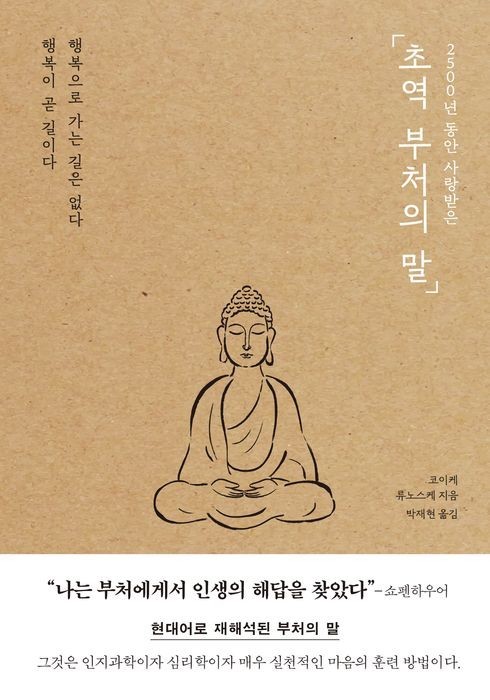 2500년 동안 사랑받은
「초역 부처의 말」
행복으로 가는 길은 없다
행복이 곧 길이다
코이케
류노스케 지음
박재현 옮김
“나는 부처에게서 인생의 해답을 찾았다” – 쇼펜하우어
현대어로 재해석된 부처의 말
그것은 인지과학이자 심리학이자 매우 실천적인 마음의 훈련 방법이다.